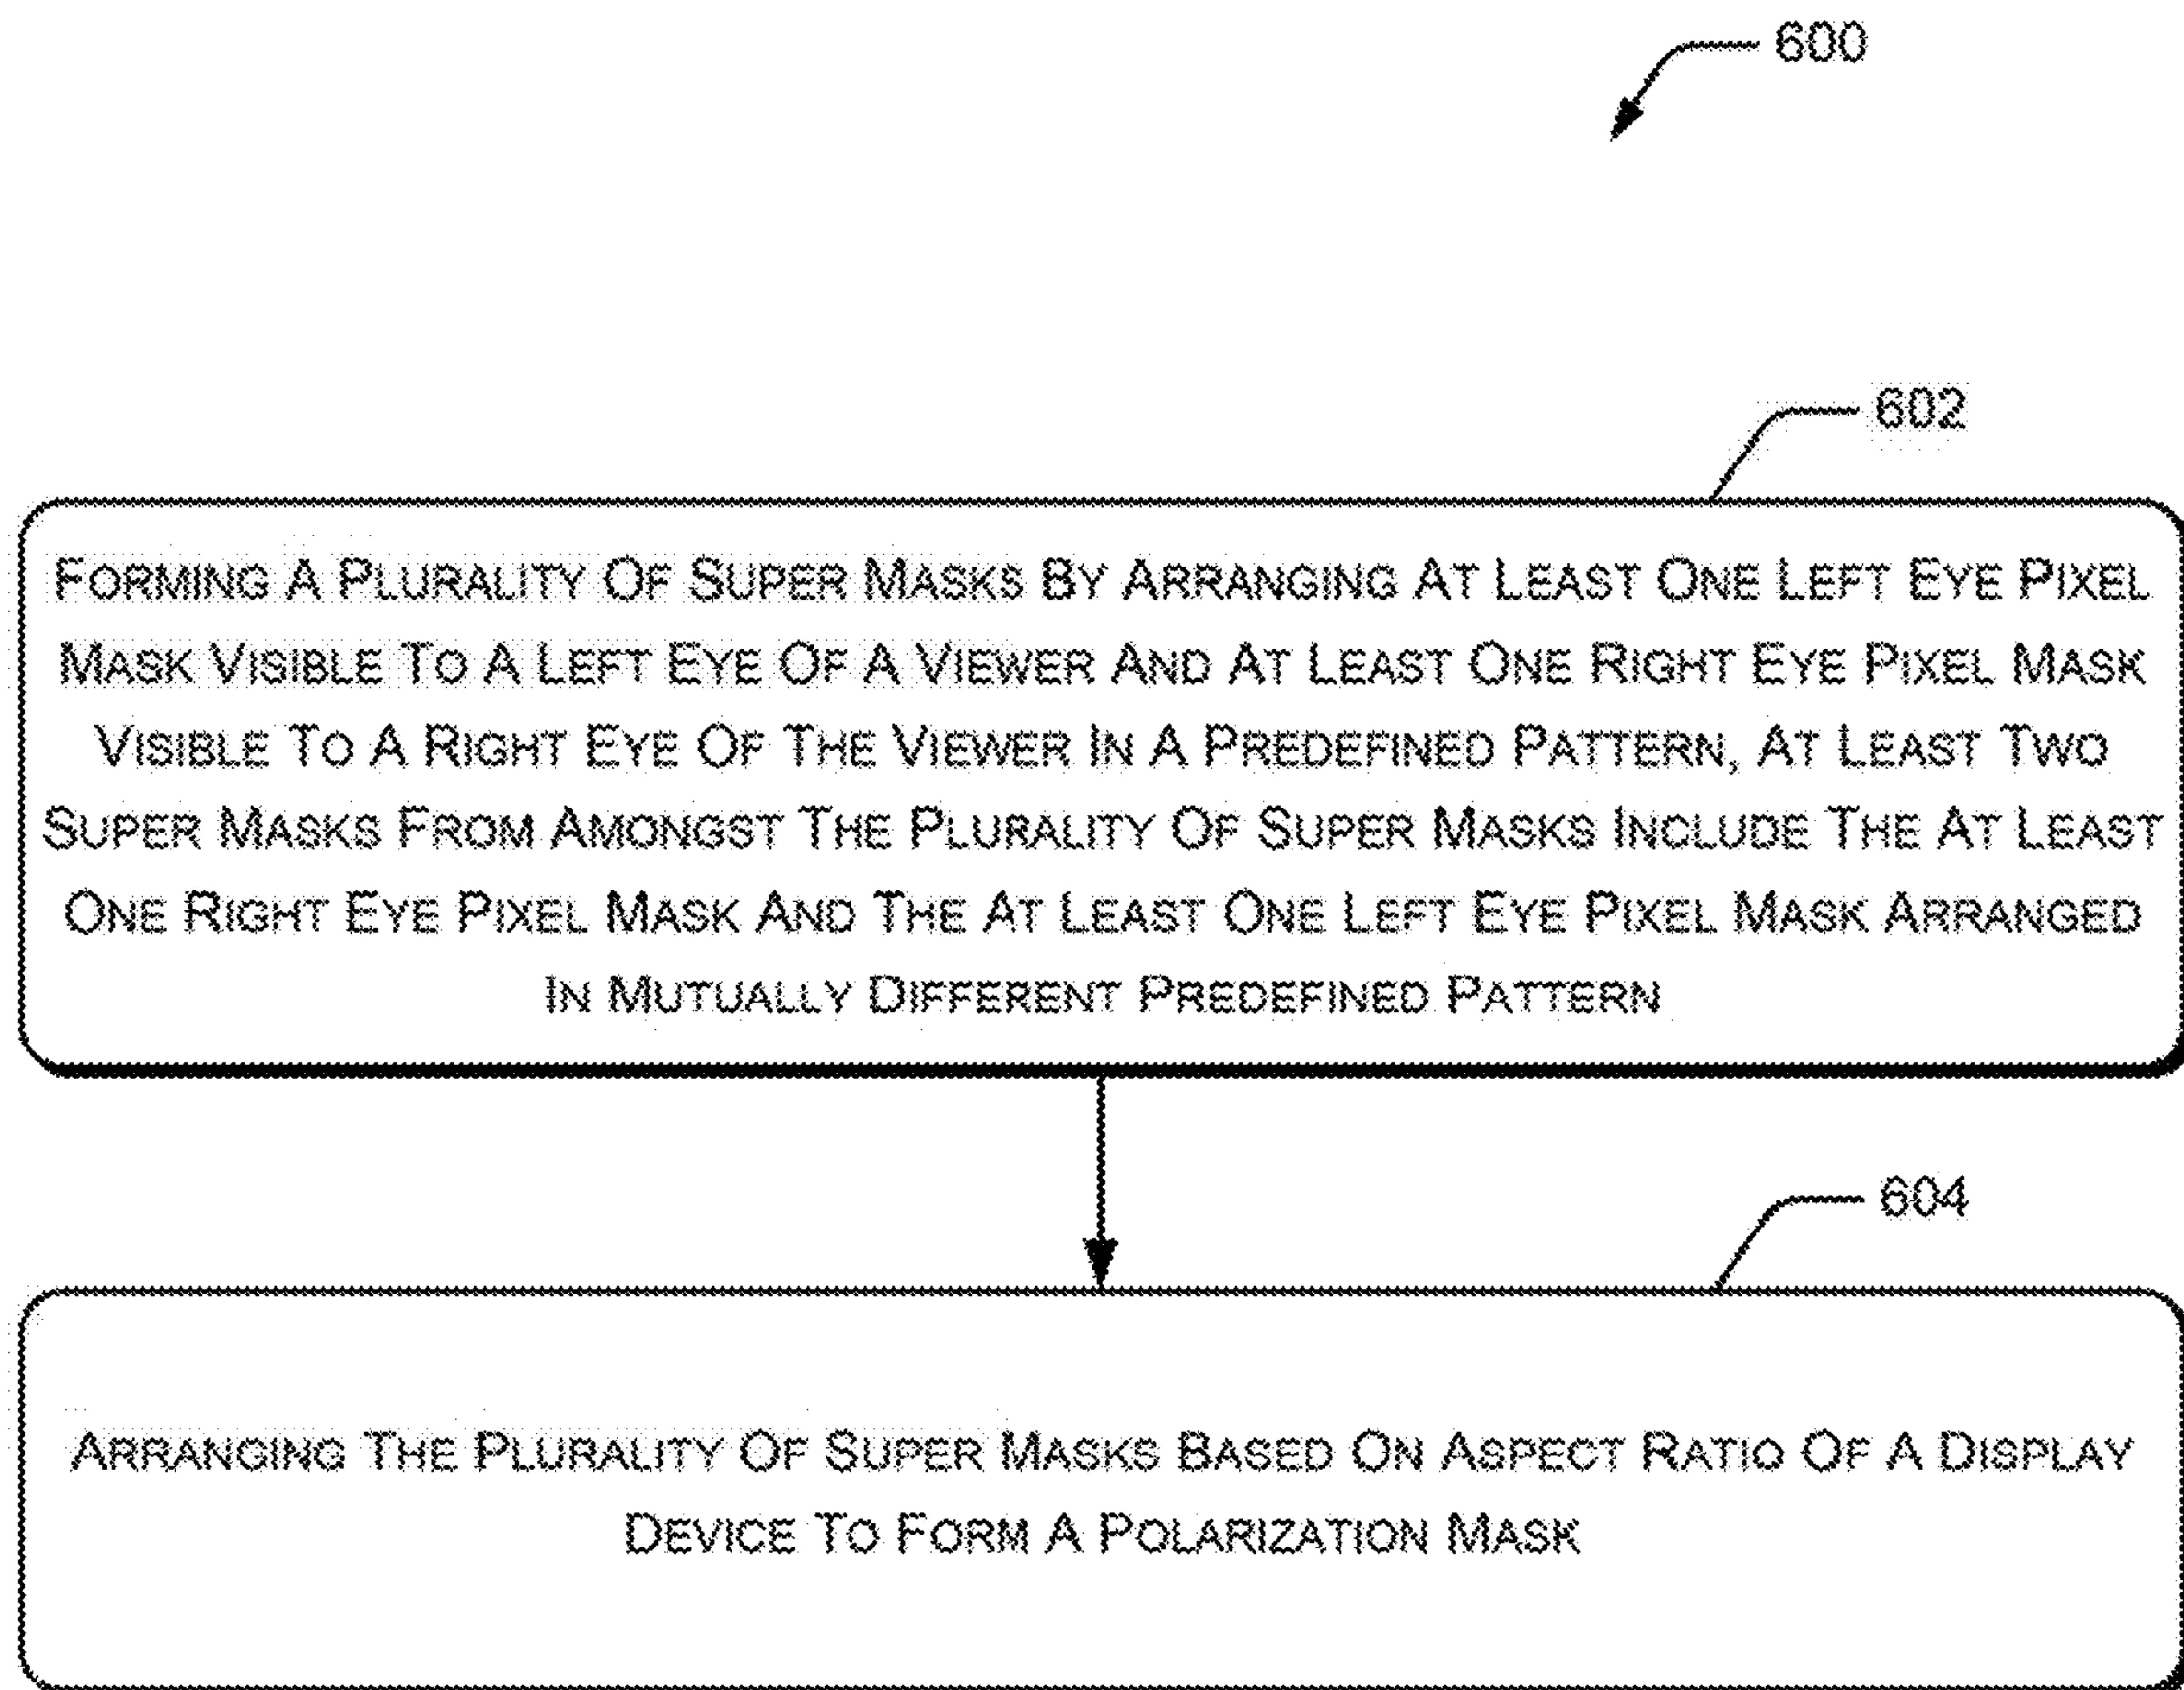 600
602
FORMING A PLURALITY OF SUPER MASKS BY ARRANGING AT LEAST ONE LEFT EYE PIXEL
MASK VISIBLE TO A LEFT EYE OF A VIEWER AND AT LEAST ONE RIGHT EYE PIXEL MASK
VISIBLE TO A RIGHT EYE OF THE VIEWER IN A PREDEFINED PATTERN, AT LEAST TWO
SUPER MASKS FROM AMONGST THE PLURALITY OF SUPER MASKS INCLUDE THE AT LEAST
ONE RIGHT EYE PIXEL MASK AND THE AT LEAST ONE LEFT EYE PIXEL MASK ARRANGED
IN MUTUALLY DIFFERENT PREDEFINED PATTERN
604
ARRANGING THE PLURALITY OF SUPER MASKS BASED ON ASPECT RATIO OF A DISPLAY
DEVICE TO FORM A POLARIZATION MASK